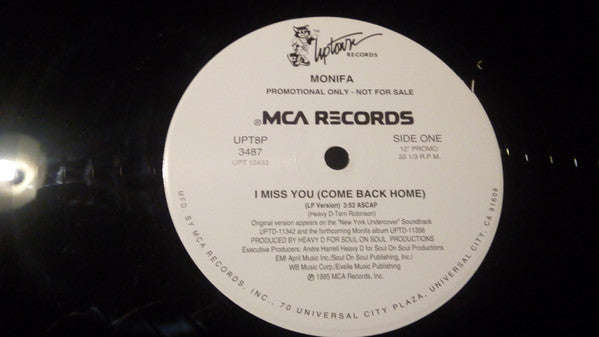 Uptown
RECORDS
MONIFA
PROMOTIONAL ONLY - NOT FOR SALE
®MCA RECORDS
UPT8P
3487
UPT 12433
SIDE ONE
12" PROMO
33 1/3 R.P.M.
I MISS YOU (COME BACK HOME)
(LP Version) 3:52 ASCAP
(Heavy D-Terri Robinson)
Original version appears on the "New York Undercover" Soundtrack
UPTD-11342 and the forthcoming Monifa album UPTD-11356
PRODUCED BY HEAVY D FOR SOUL ON SOUL PRODUCTIONS
Executive Producers: Andre Harrell Heavy D for Soul On Soul Productions
EMI April Music Inc./Soul On Soul Publishing, Inc./
WB Music Corp./Evelle Music Publishing
℗1995 MCA Records, Inc.
MFD. BY MCA RECORDS, INC., 70 UNIVERSAL CITY PLAZA, UNIVERSAL CITY, CA 91608